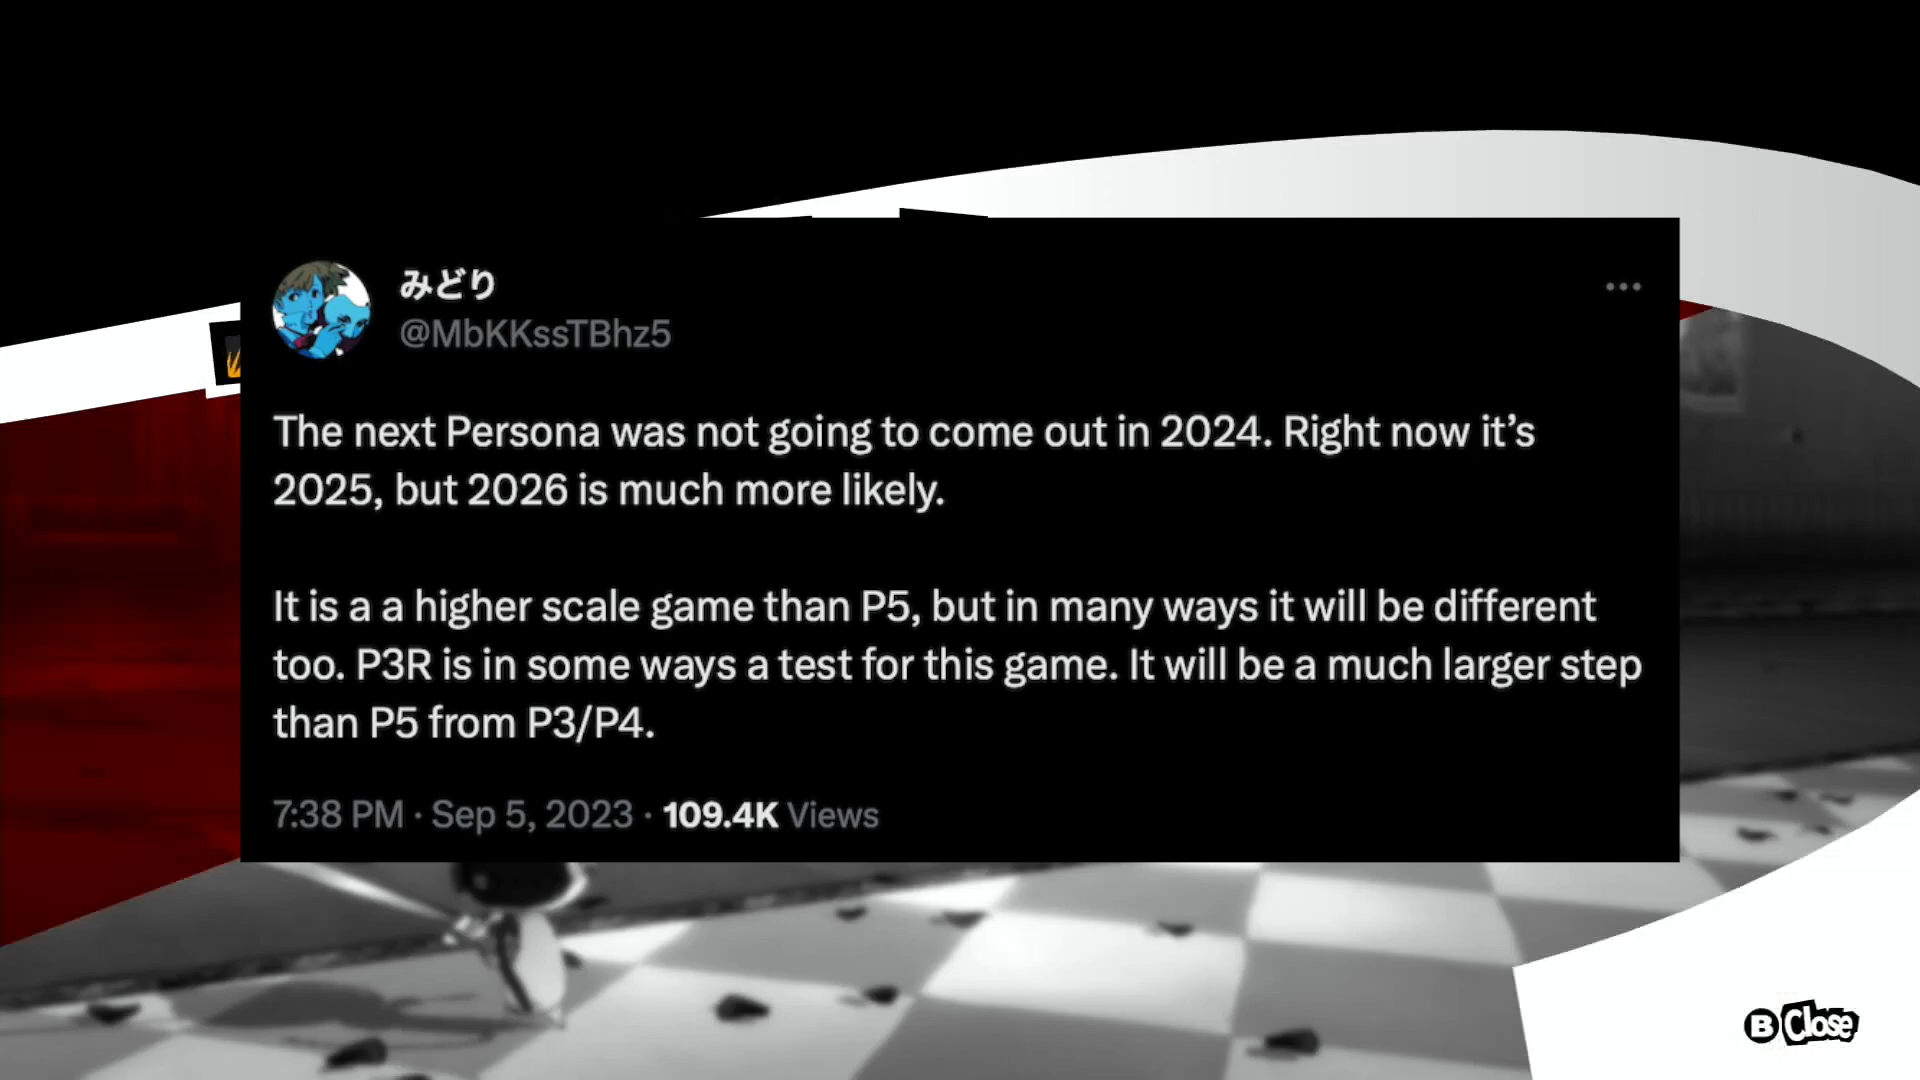 みどり
@MbKKssTBhz5
The next Persona was not going to come out in 2024. Right now it’s
2025, but 2026 is much more likely.
It is a a higher scale game than P5, but in many ways it will be different
too. P3R is in some ways a test for this game. It will be a much larger step
than P5 from P3/P4.
7:38 PM · Sep 5, 2023 · 109.4K Views
B Close